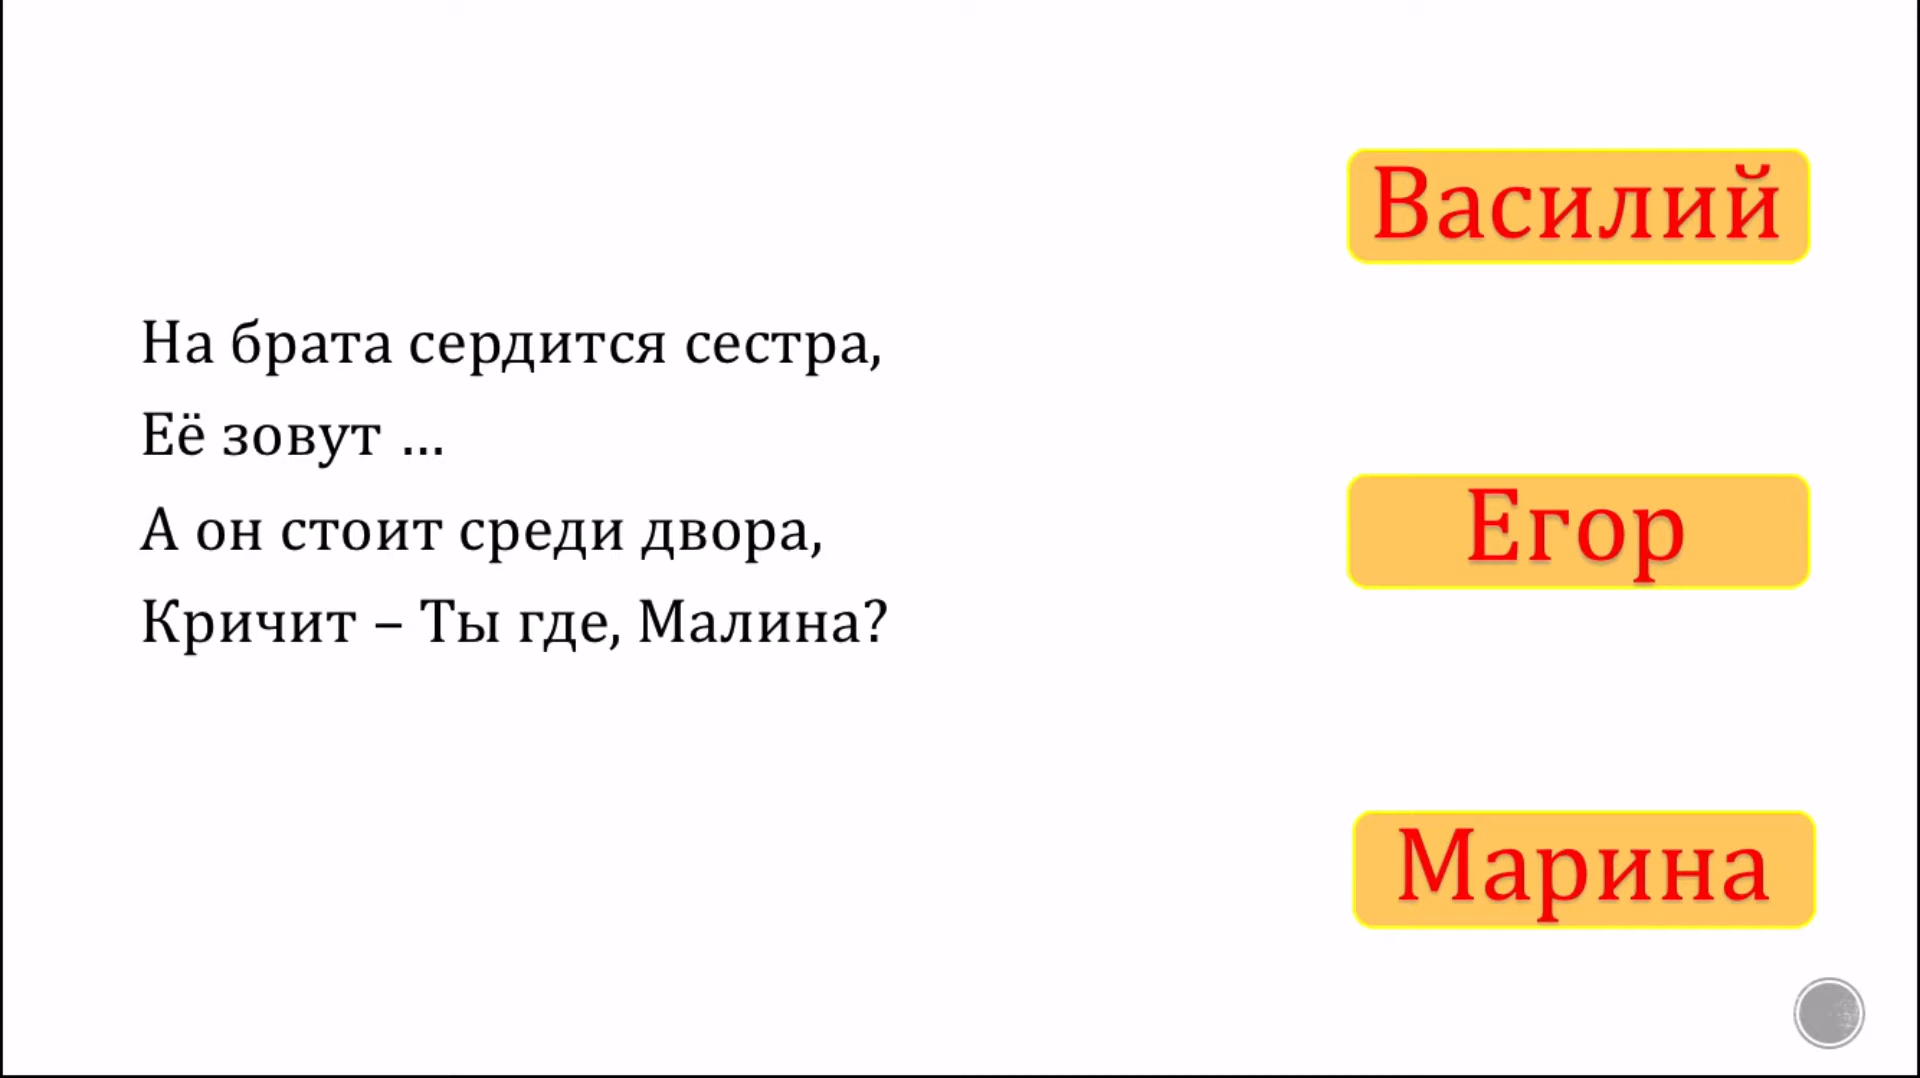 На брата сердится сестра,
Её зовут ...
А он стоит среди двора,
Кричит – Ты где, Малина?
Василий
Егор
Марина